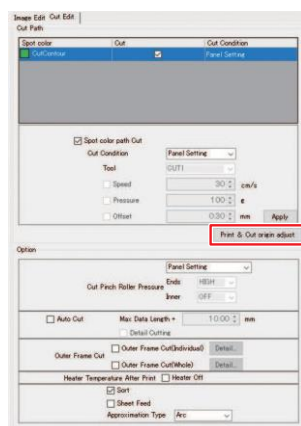 Image Edit Cut Edit
Cut Path
Spot color Cut Cut Condition
CutContour Panel Setting
Spot color path Cut
Cut Condition Panel Setting
Tool CUT1
Speed 30 cm/s
Pressure 100 g
Offset 0.30 mm Apply
Print & Cut origin adjust
Option
Panel Setting
Cut Pinch Roller Pressure Ends HIGH
Inner OFF
Auto Cut Max Data Length + 10.00 mm
Detail Cutting
Outer Frame Cut Outer Frame Cut(Individual) Detail...
Outer Frame Cut(Whole) Detail...
Heater Temperature After Print Heater Off
Sort
Sheet Feed
Approximation Type Arc